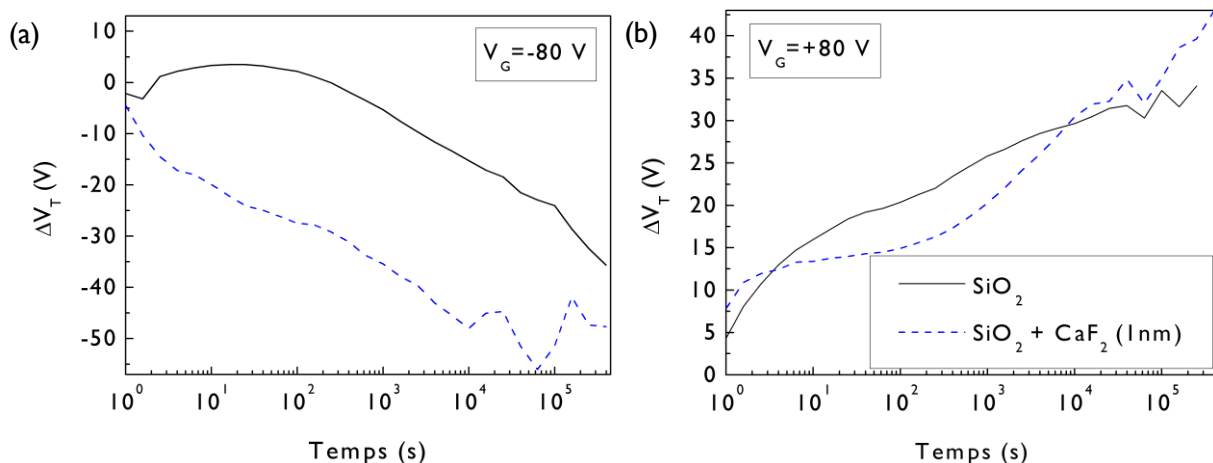 (a)
V_G=-80 V
10
0
-10
-20
-30
-40
-50
ΔV_T (V)
10^0 10^1 10^2 10^3 10^4 10^5
Temps (s)
(b)
V_G=+80 V
40
35
30
25
20
15
10
5
0
ΔV_T (V)
SiO_2
SiO_2 + CaF_2 (1nm)
10^0 10^1 10^2 10^3 10^4 10^5
Temps (s)